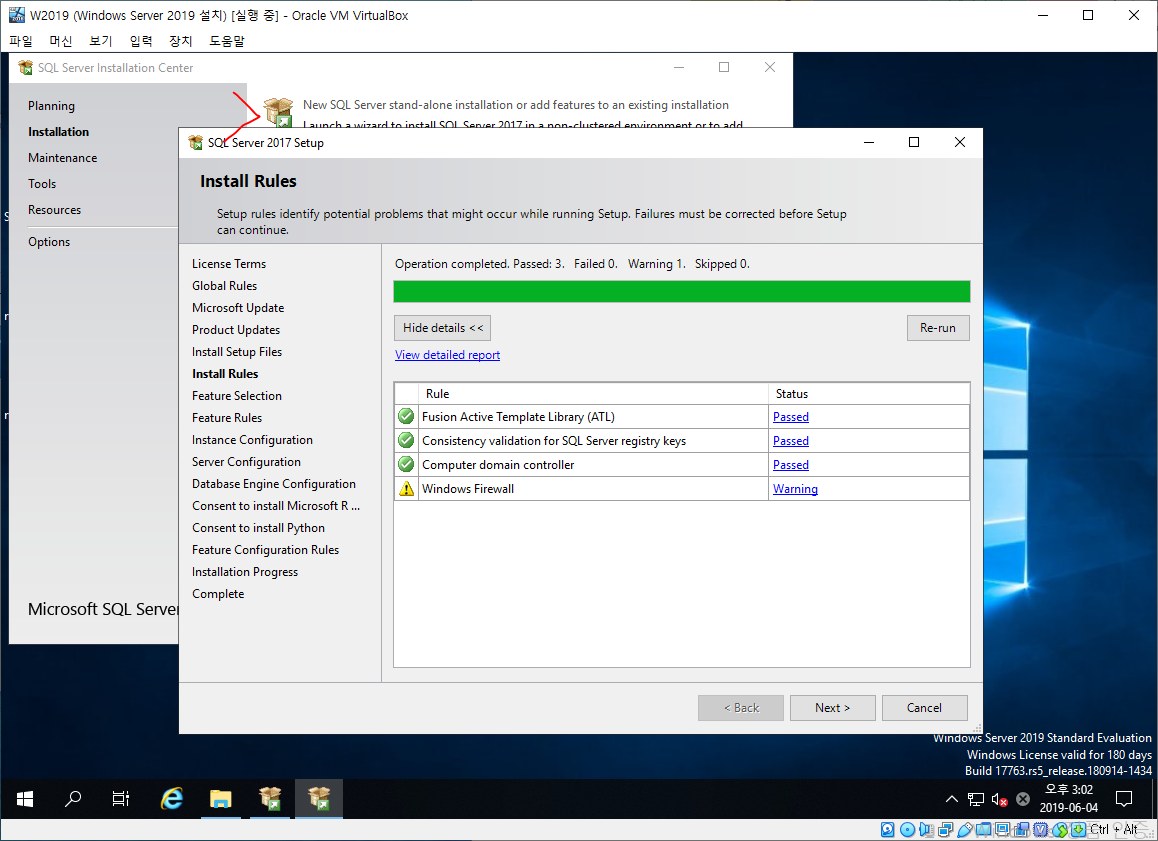 W2019 (Windows Server 2019 설치) [실행 중] - Oracle VM VirtualBox
파일 머신 보기 입력 장치 도움말
SQL Server Installation Center
Planning
Installation
Maintenance
Tools
Resources
Options
New SQL Server stand-alone installation or add features to an existing installation
Launch a wizard to install SQL Server 2017 in a non-clustered environment or to add
Microsoft SQL Server
SQL Server 2017 Setup
Install Rules
Setup rules identify potential problems that might occur while running Setup. Failures must be corrected before Setup
can continue.
License Terms
Global Rules
Microsoft Update
Product Updates
Install Setup Files
Install Rules
Feature Selection
Feature Rules
Instance Configuration
Server Configuration
Database Engine Configuration
Consent to install Microsoft R ...
Consent to install Python
Feature Configuration Rules
Installation Progress
Complete
Operation completed. Passed: 3. Failed 0. Warning 1. Skipped 0.
Hide details <<
Re-run
View detailed report
Rule Status
Fusion Active Template Library (ATL) Passed
Consistency validation for SQL Server registry keys Passed
Computer domain controller Passed
Windows Firewall Warning
< Back Next > Cancel
Windows Server 2019 Standard Evaluation
Windows License valid for 180 days
Build 17763.rs5_release.180914-1434
오후 3:02
2019-06-04
Ctrl + Alt